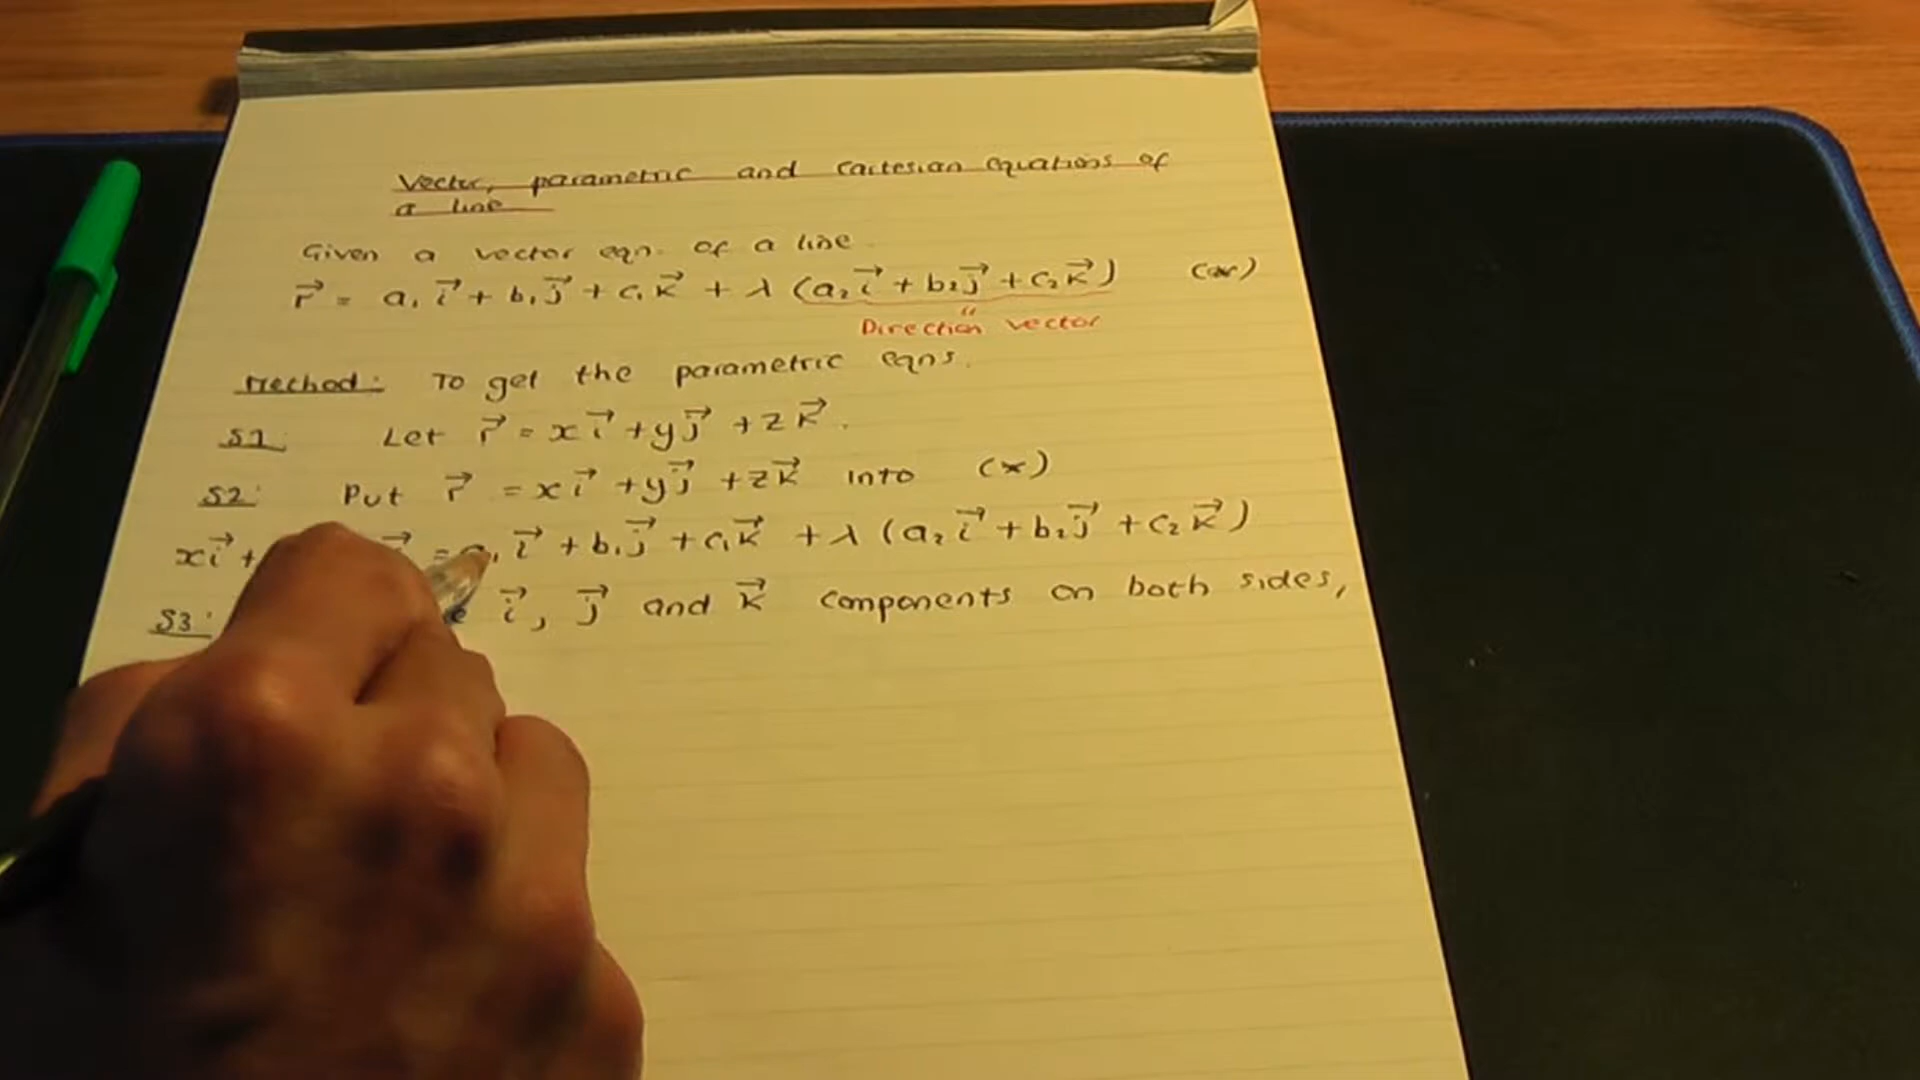 Vector, parametric and Cartesian equations of
a line
Given a vector eqn. of a line
r⃗ = a₁i⃗ + b₁j⃗ + c₁k⃗ + λ (a₂i⃗ + b₂j⃗ + c₂k⃗) (*)
"
Direction vector
Method: To get the parametric eqns.
S1: Let r⃗ = xi⃗ + yj⃗ + zk⃗.
S2: Put r⃗ = xi⃗ + yj⃗ + zk⃗ into (*)
xi⃗ + = a₁i⃗ + b₁j⃗ + c₁k⃗ + λ (a₂i⃗ + b₂j⃗ + c₂k⃗)
S3: i⃗, j⃗ and k⃗ components on both sides,